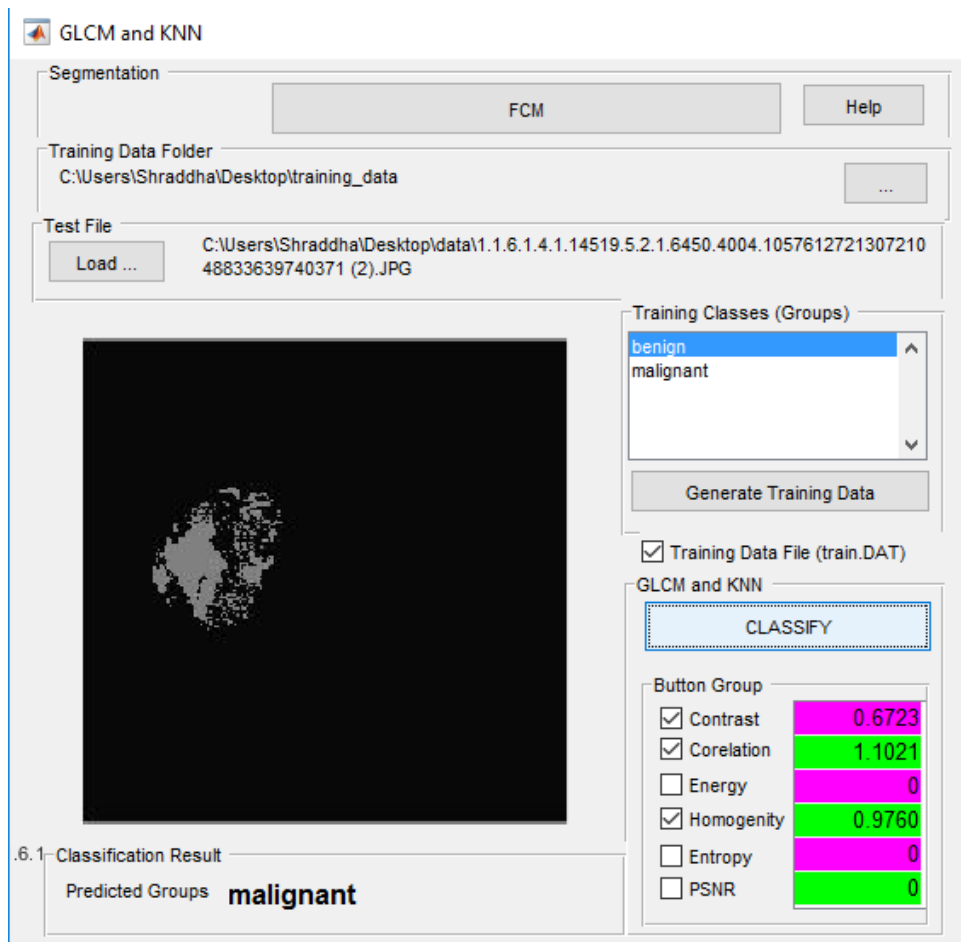 GLCM and KNN
Segmentation
FCM
Help
Training Data Folder
C:\Users\Shraddha\Desktop\training_data
...
Test File
Load ...
C:\Users\Shraddha\Desktop\data\1.1.6.1.4.1.14519.5.2.1.6450.4004.1057612721307210
48833639740371 (2).JPG
Training Classes (Groups)
benign
malignant
Generate Training Data
Training Data File (train.DAT)
GLCM and KNN
CLASSIFY
Button Group
Contrast 0.6723
Corelation 1.1021
Energy 0
Homogenity 0.9760
Entropy 0
PSNR 0
.6.1
Classification Result
Predicted Groups malignant